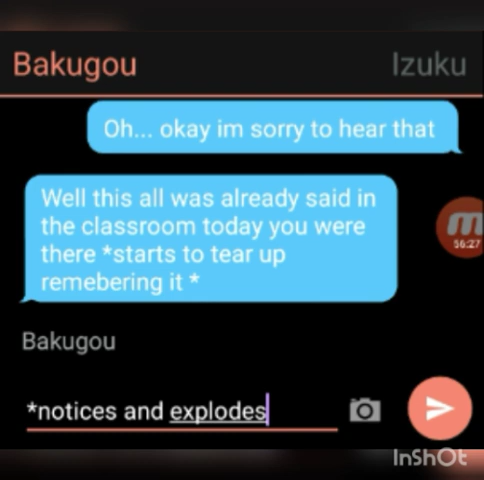 Bakugou
Izuku
Oh... okay im sorry to hear that
Well this all was already said in
the classroom today you were
there *starts to tear up
remebering it *
56:27
Bakugou
*notices and explodes
InShOt